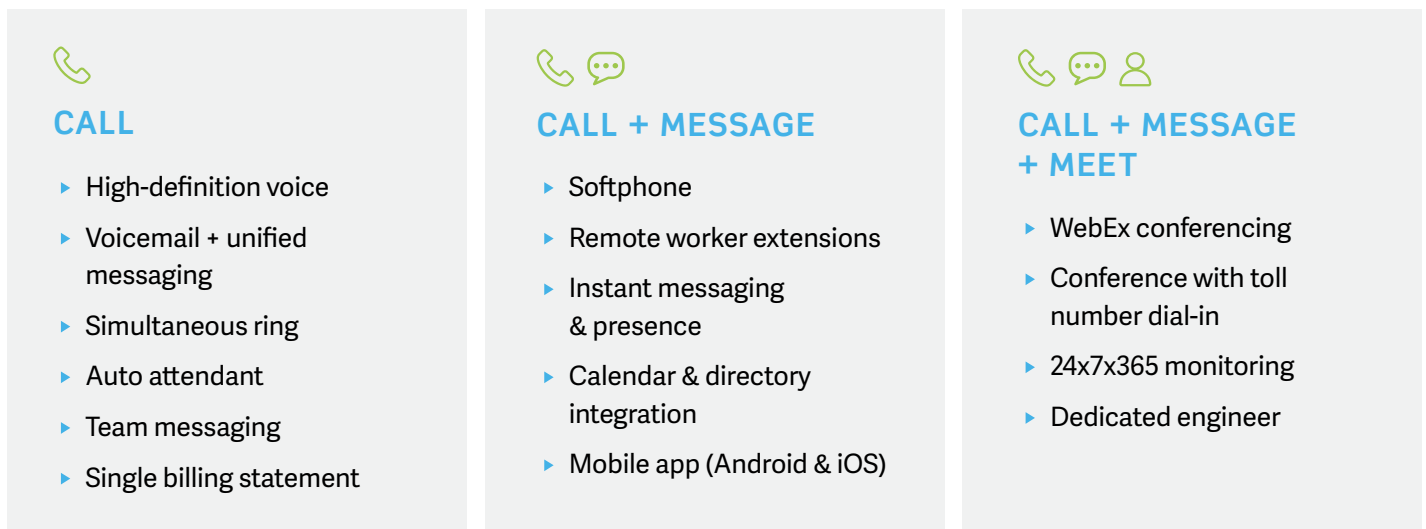 CALL
High-definition voice
Voicemail + unified
messaging
Simultaneous ring
Auto attendant
Team messaging
Single billing statement
CALL + MESSAGE
Softphone
Remote worker extensions
Instant messaging
& presence
Calendar & directory
integration
Mobile app (Android & iOS)
CALL + MESSAGE
+ MEET
WebEx conferencing
Conference with toll
number dial-in
24x7x365 monitoring
Dedicated engineer